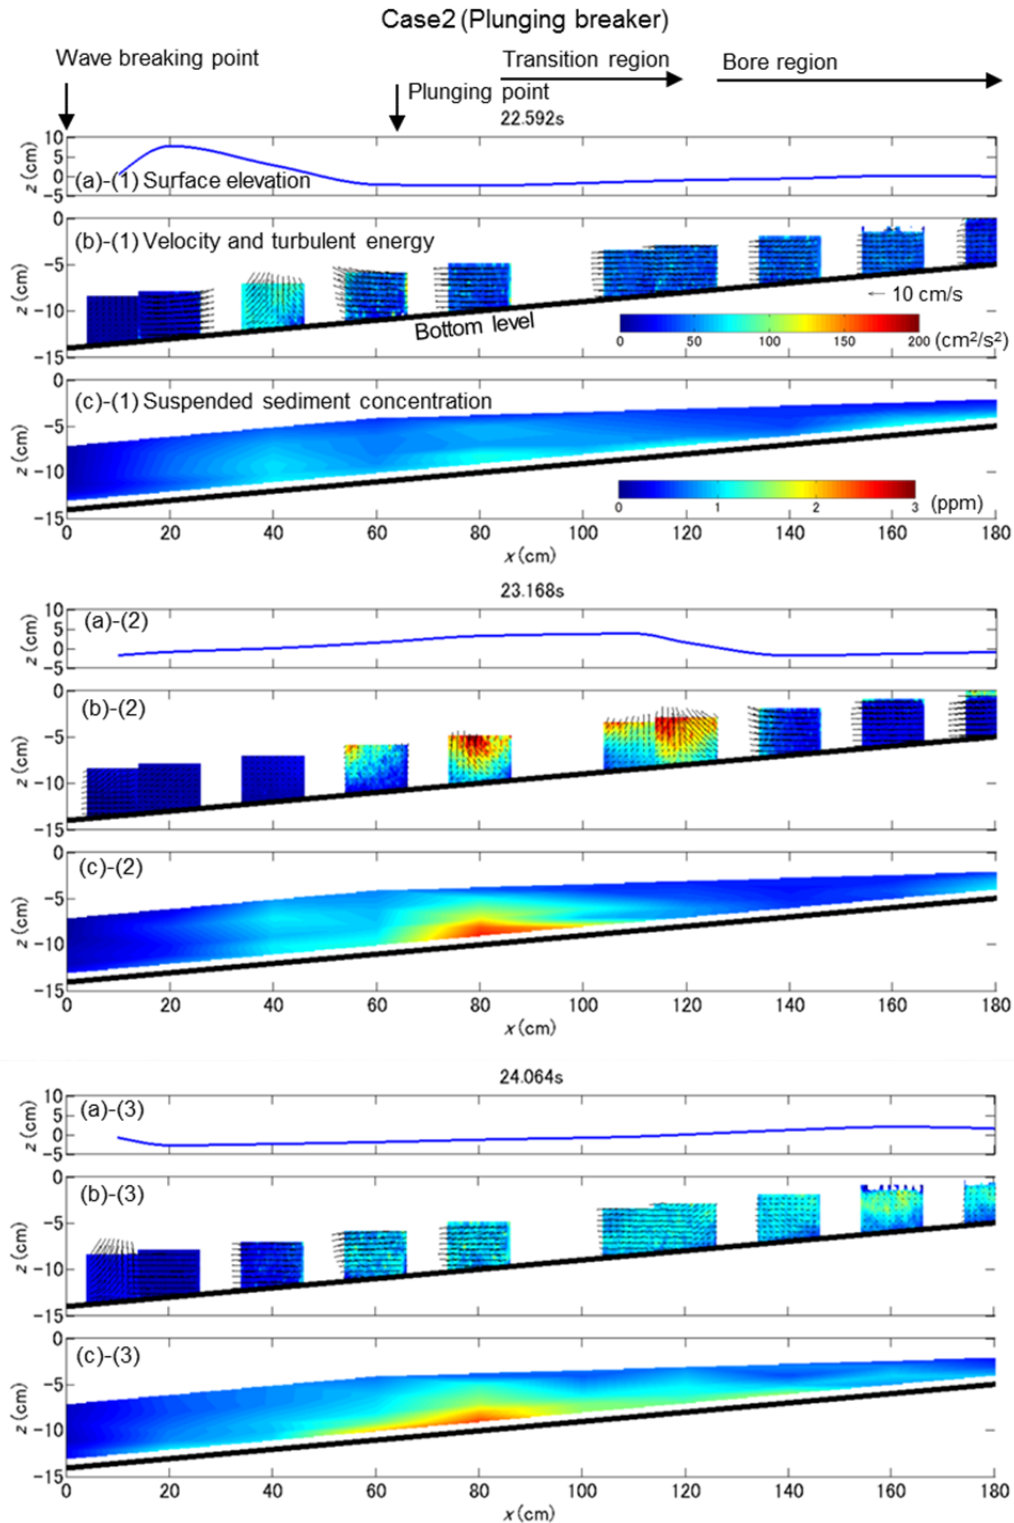 Case2 (Plunging breaker)
Wave breaking point
Transition region
Bore region
Plunging point
22.592s
10
5
0
−5
z (cm)
(a)-(1) Surface elevation
0
−5
−10
−15
z (cm)
(b)-(1) Velocity and turbulent energy
← 10 cm/s
Bottom level
0 50 100 150 200 (cm²/s²)
0
−5
−10
−15
z (cm)
(c)-(1) Suspended sediment concentration
0 1 2 3 (ppm)
0 20 40 60 80 100 120 140 160 180
x (cm)
23.168s
10
5
0
−5
z (cm)
(a)-(2)
0
−5
−10
−15
z (cm)
(b)-(2)
0
−5
−10
−15
z (cm)
(c)-(2)
0 20 40 60 80 100 120 140 160 180
x (cm)
24.064s
10
5
0
−5
z (cm)
(a)-(3)
0
−5
−10
−15
z (cm)
(b)-(3)
0
−5
−10
−15
z (cm)
(c)-(3)
0 20 40 60 80 100 120 140 160 180
x (cm)